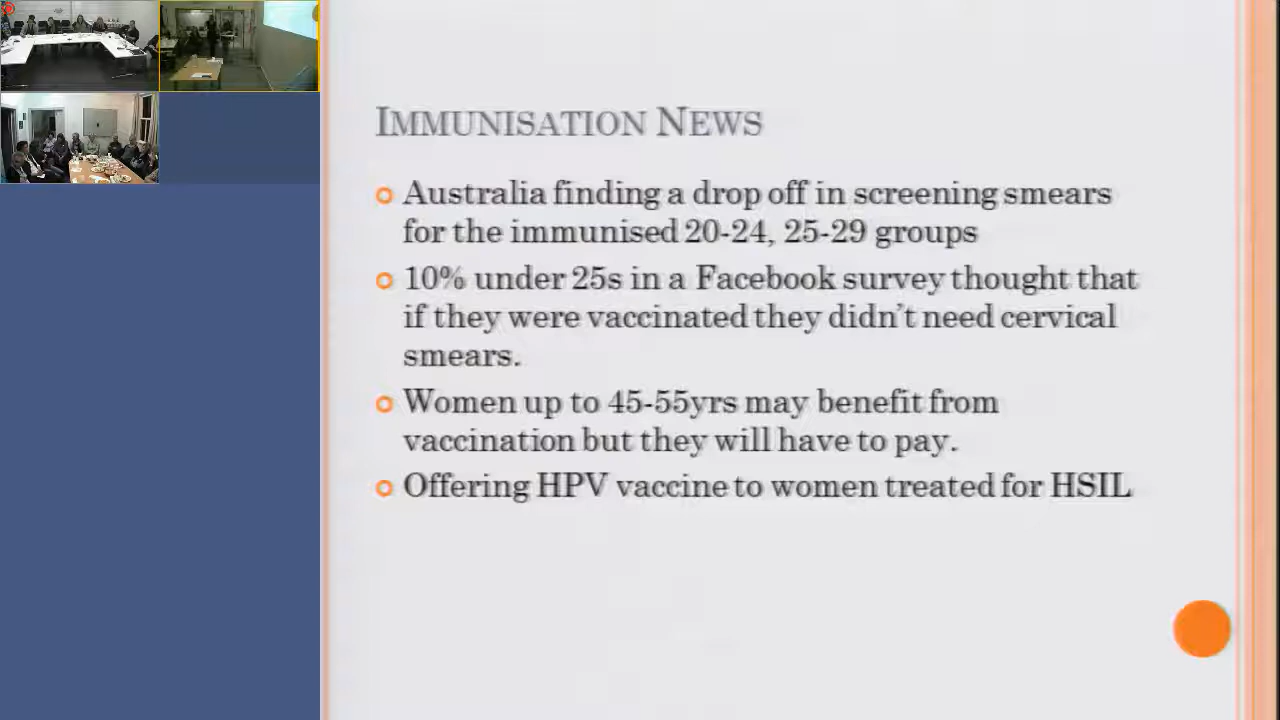 IMMUNISATION NEWS
Australia finding a drop off in screening smears
for the immunised 20-24, 25-29 groups
10% under 25s in a Facebook survey thought that
if they were vaccinated they didn't need cervical
smears.
Women up to 45-55yrs may benefit from
vaccination but they will have to pay.
Offering HPV vaccine to women treated for HSIL